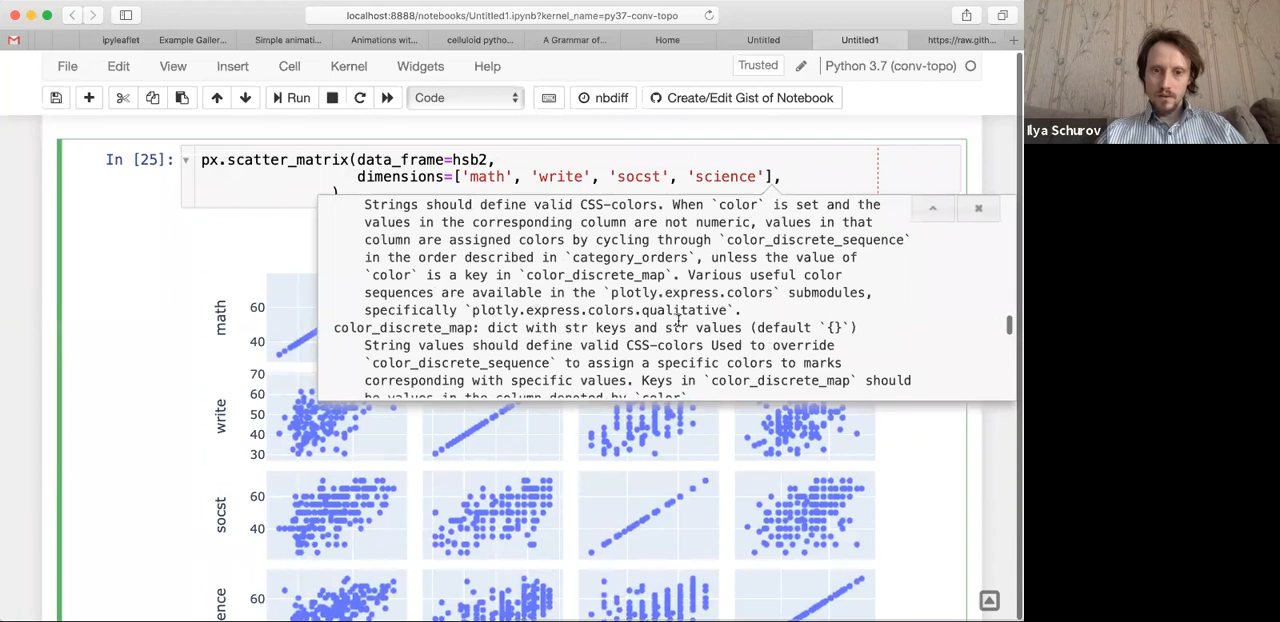 localhost:8888/notebooks/Untitled1.ipynb?kernel_name=py37-conv-topo
ipyleaflet Example Galler... Simple animati... Animations wit... celluloid pytho... A Grammar of... Home Untitled Untitled1 https://raw.gith...
File Edit View Insert Cell Kernel Widgets Help Trusted Python 3.7 (conv-topo)
Run Code nbdiff Create/Edit Gist of Notebook
Ilya Schurov
In [25]: px.scatter_matrix(data_frame=hsb2,
dimensions=['math', 'write', 'socst', 'science'],
)
Strings should define valid CSS-colors. When `color` is set and the
values in the corresponding column are not numeric, values in that
column are assigned colors by cycling through `color_discrete_sequence`
in the order described in `category_orders`, unless the value of
`color` is a key in `color_discrete_map`. Various useful color
sequences are available in the `plotly.express.colors` submodules,
specifically `plotly.express.colors.qualitative`.
color_discrete_map: dict with str keys and str values (default `{}`)
String values should define valid CSS-colors Used to override
`color_discrete_sequence` to assign a specific colors to marks
corresponding with specific values. Keys in `color_discrete_map` should
be values in the column denoted by `color`.
math
60
40
write
70
60
50
40
30
socst
60
40
ence
60